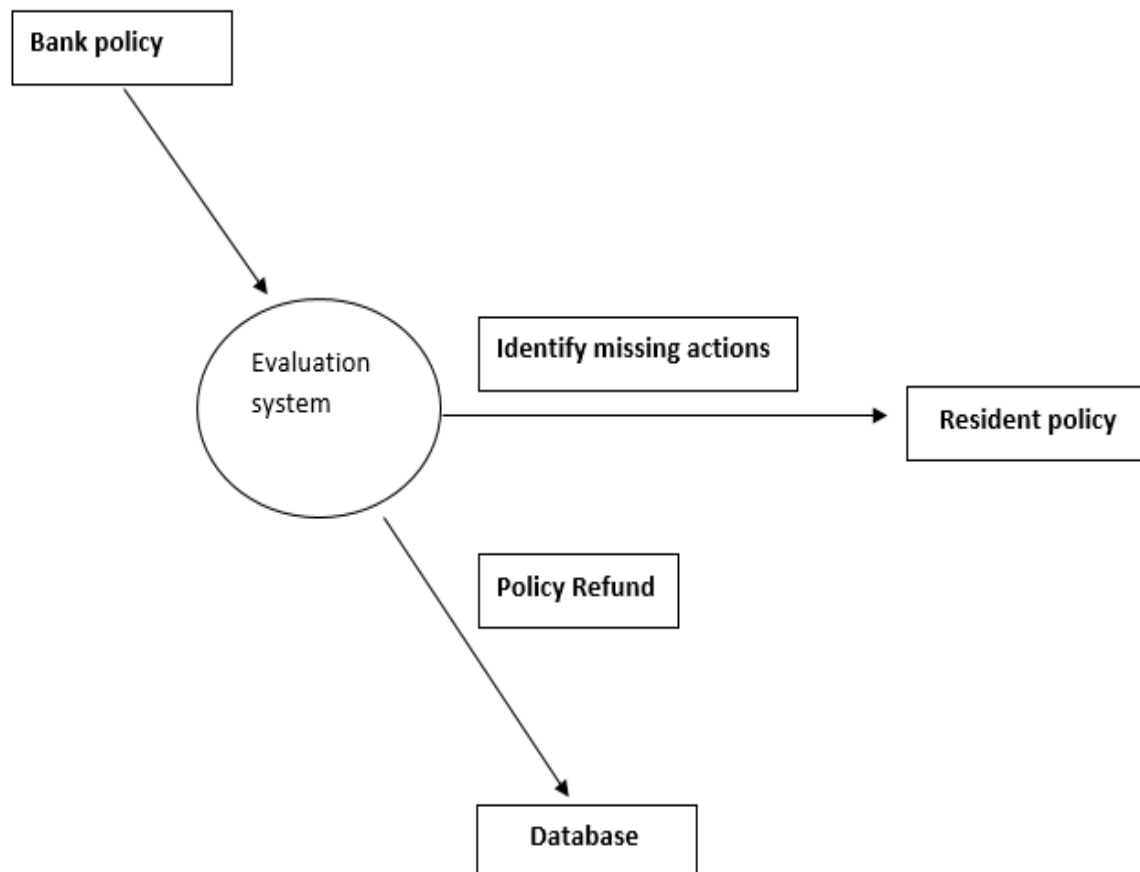 Bank policy
Evaluation
system
Identify missing actions
Resident policy
Policy Refund
Database